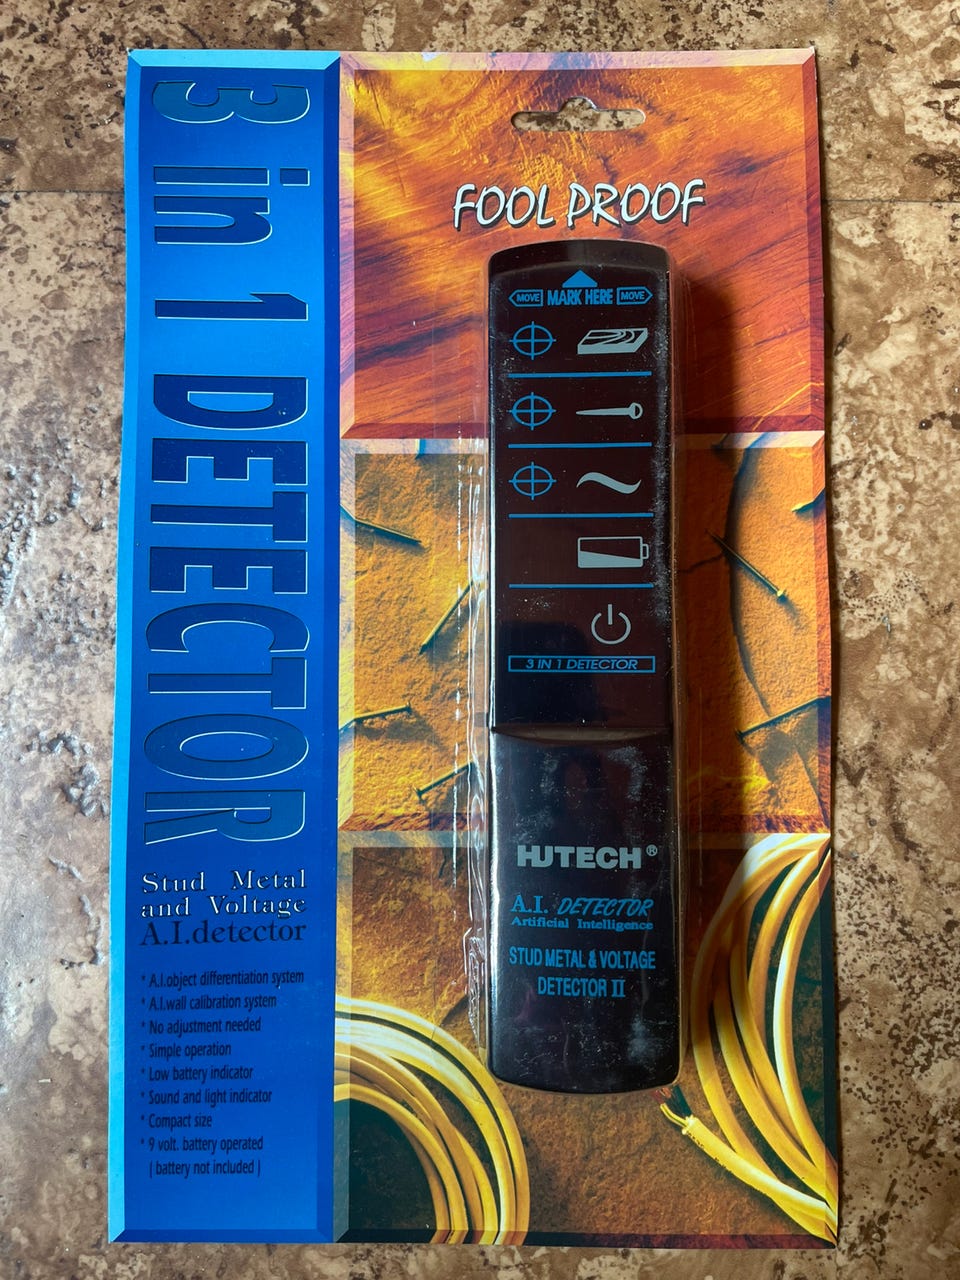 3 in 1 DETECTOR
Stud Metal
and Voltage
A.I.detector
* A.I.object differentiation system
* A.I.wall calibration system
* No adjustment needed
* Simple operation
* Low battery indicator
* Sound and light indicator
* Compact size
* 9 volt. battery operated
( battery not included )
FOOL PROOF
MOVE MARK HERE MOVE
3 IN 1 DETECTOR
HJTECH®
A.I. DETECTOR
Artificial Intelligence
STUD METAL & VOLTAGE
DETECTOR II